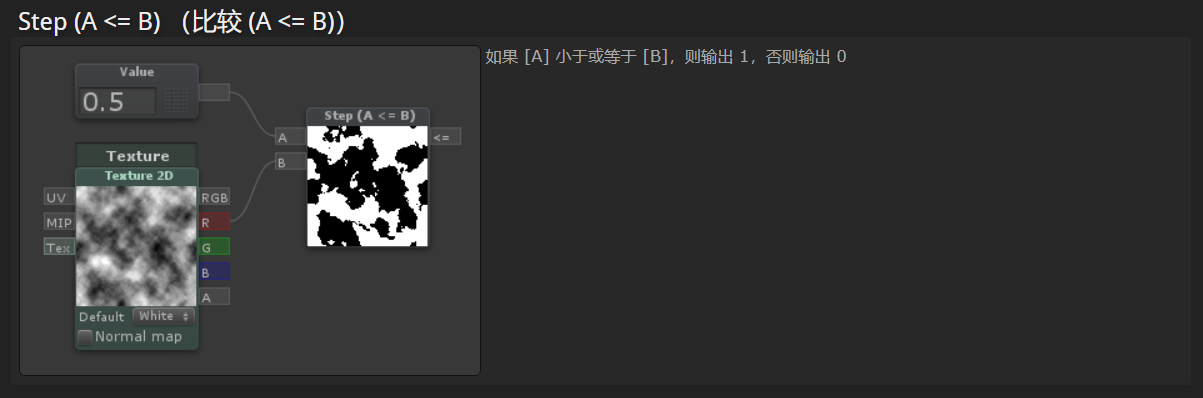 Step (A <= B) （比较 (A <= B)）
如果 [A] 小于或等于 [B]，则输出 1，否则输出 0
Value
0.5
Step (A <= B)
A
<=
B
Texture
Texture 2D
UV
RGB
MIP
R
Tex
G
B
A
Default White
Normal map